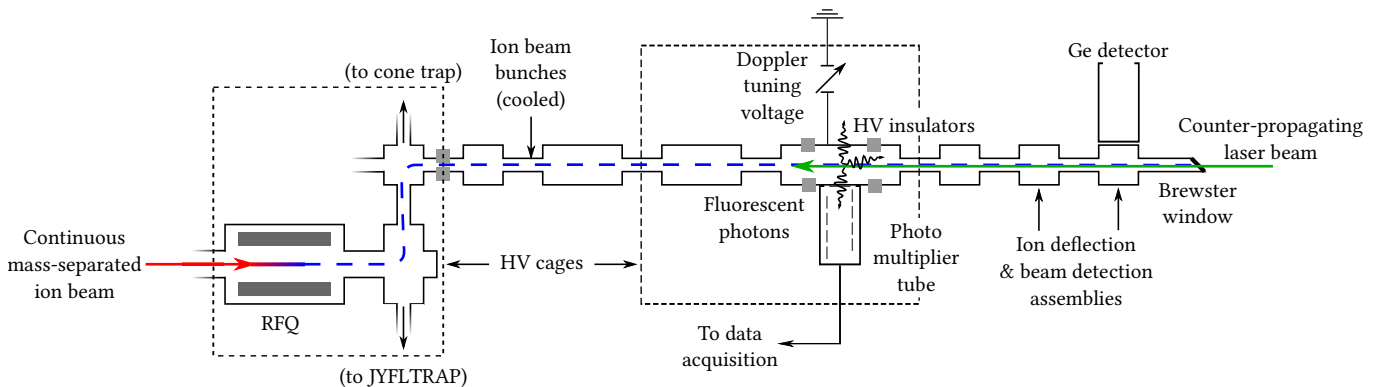 Continuous
mass-separated
ion beam
RFQ
(to cone trap)
(to JYFLTRAP)
Ion beam
bunches
(cooled)
HV cages
Doppler
tuning
voltage
HV insulators
Fluorescent
photons
Photo
multiplier
tube
To data
acquisition
Ge detector
Counter-propagating
laser beam
Brewster
window
Ion deflection
& beam detection
assemblies